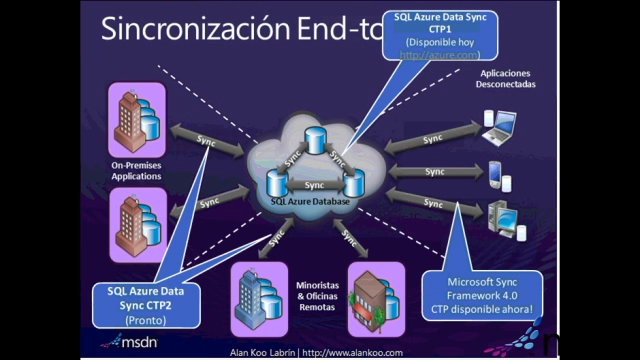 Sincronización End-to
SQL Azure Data Sync
CTP1
(Disponible hoy
http://azure.com)
Aplicaciones
Desconectadas
Sync
Sync
On-Premises
Applications
Sync
Sync
Sync
Sync
Sync
Sync
SQL Azure Database
Sync
Sync
Sync
SQL Azure Data
Sync CTP2
(Pronto)
Minoristas
& Oficinas
Remotas
Microsoft Sync
Framework 4.0
CTP disponible ahora!
msdn
Alan Koo Labrín | http://www.alankoo.com